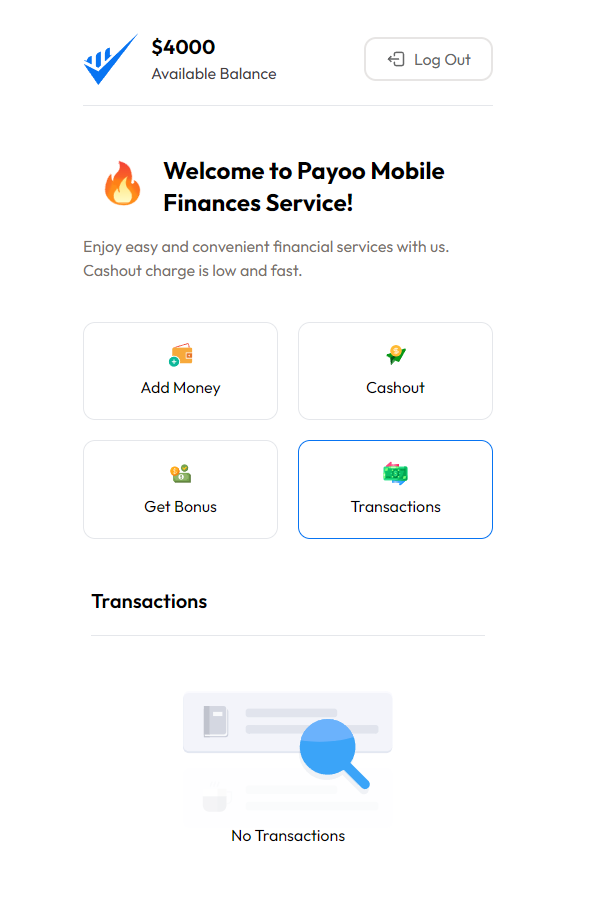 $4000
Available Balance
Log Out
Welcome to Payoo Mobile
Finances Service!
Enjoy easy and convenient financial services with us.
Cashout charge is low and fast.
Add Money
Cashout
Get Bonus
Transactions
Transactions
No Transactions